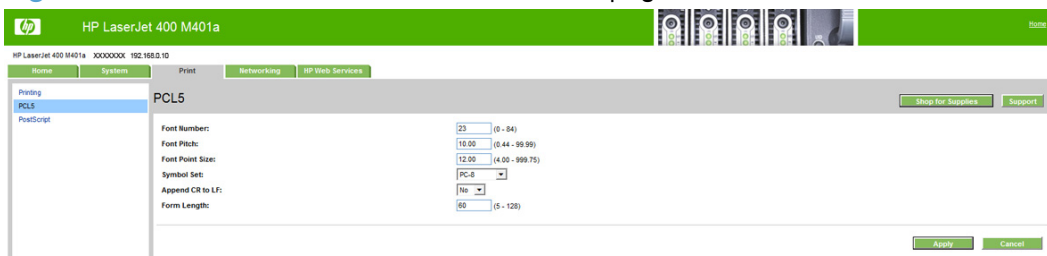 hp HP LaserJet 400 M401a
Home
HP LaserJet 400 M401a XXXXXXX 192.168.0.10
Home System Print Networking HP Web Services
Printing
PCL5
PostScript
PCL5
Shop for Supplies Support
Font Number: 23 (0 - 84)
Font Pitch: 10.00 (0.44 - 99.99)
Font Point Size: 12.00 (4.00 - 999.75)
Symbol Set: PC-8
Append CR to LF: No
Form Length: 60 (5 - 128)
Apply Cancel